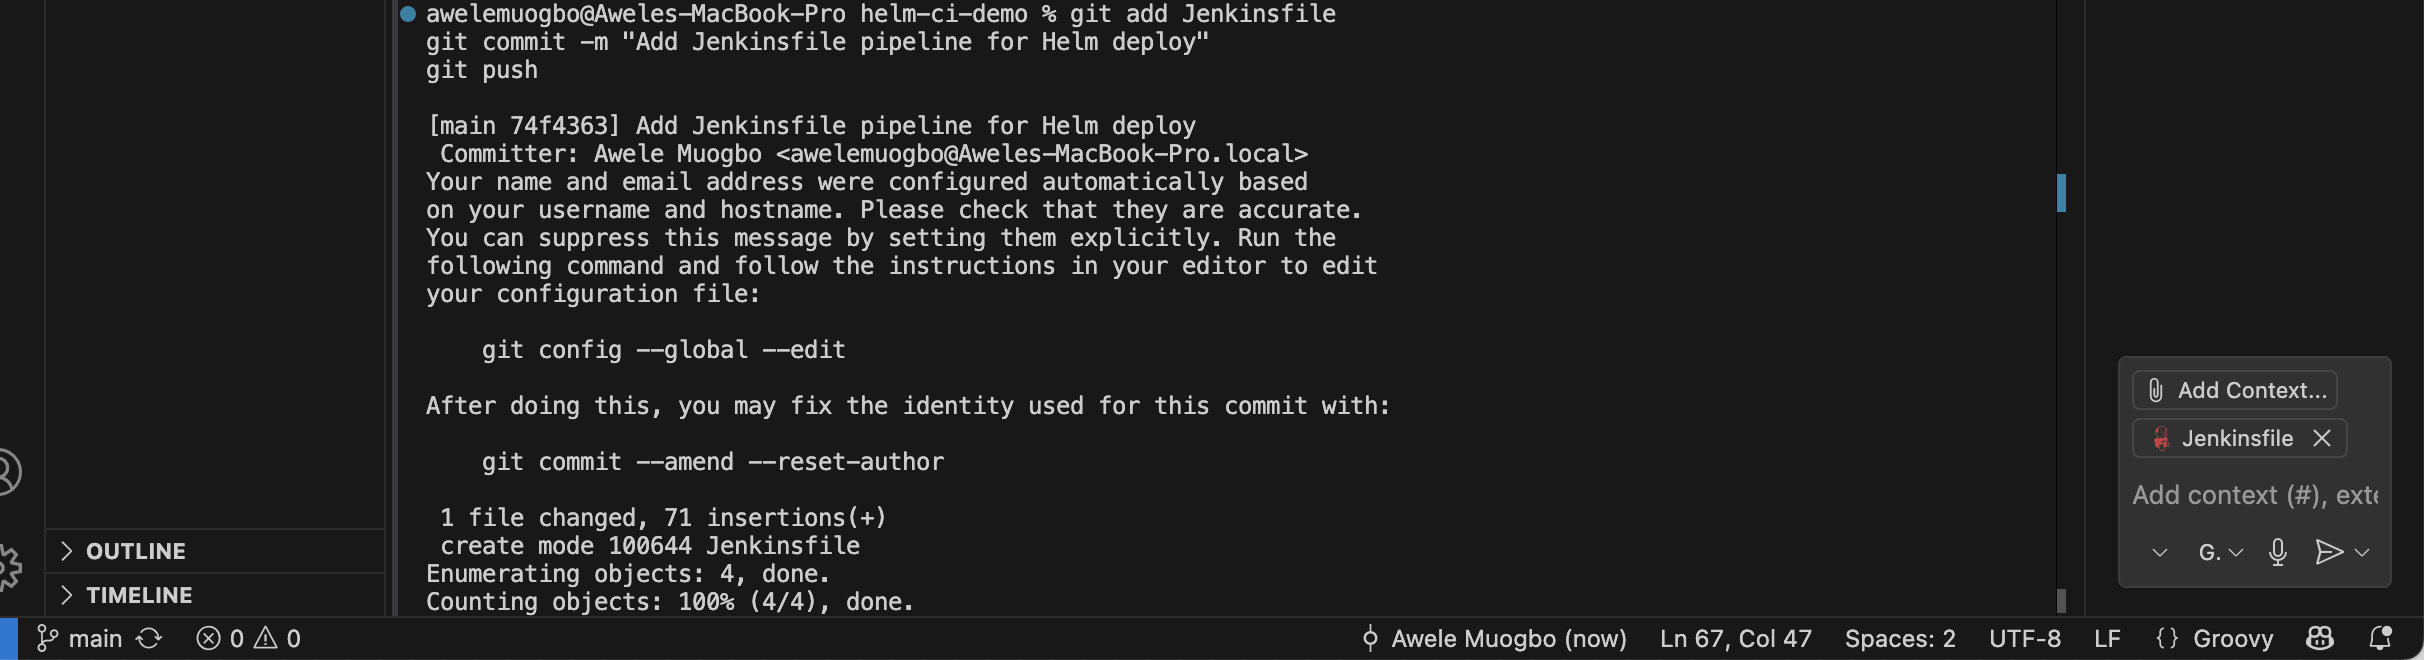 awelemuogbo@Aweles-MacBook-Pro helm-ci-demo % git add Jenkinsfile
git commit -m "Add Jenkinsfile pipeline for Helm deploy"
git push
[main 74f4363] Add Jenkinsfile pipeline for Helm deploy
Committer: Awele Muogbo <awelemuogbo@Aweles-MacBook-Pro.local>
Your name and email address were configured automatically based
on your username and hostname. Please check that they are accurate.
You can suppress this message by setting them explicitly. Run the
following command and follow the instructions in your editor to edit
your configuration file:
git config --global --edit
After doing this, you may fix the identity used for this commit with:
git commit --amend --reset-author
1 file changed, 71 insertions(+)
create mode 100644 Jenkinsfile
Enumerating objects: 4, done.
Counting objects: 100% (4/4), done.
OUTLINE
TIMELINE
Add Context...
Jenkinsfile
Add context (#), exte
G.
main 0 0 Awele Muogbo (now) Ln 67, Col 47 Spaces: 2 UTF-8 LF {} Groovy